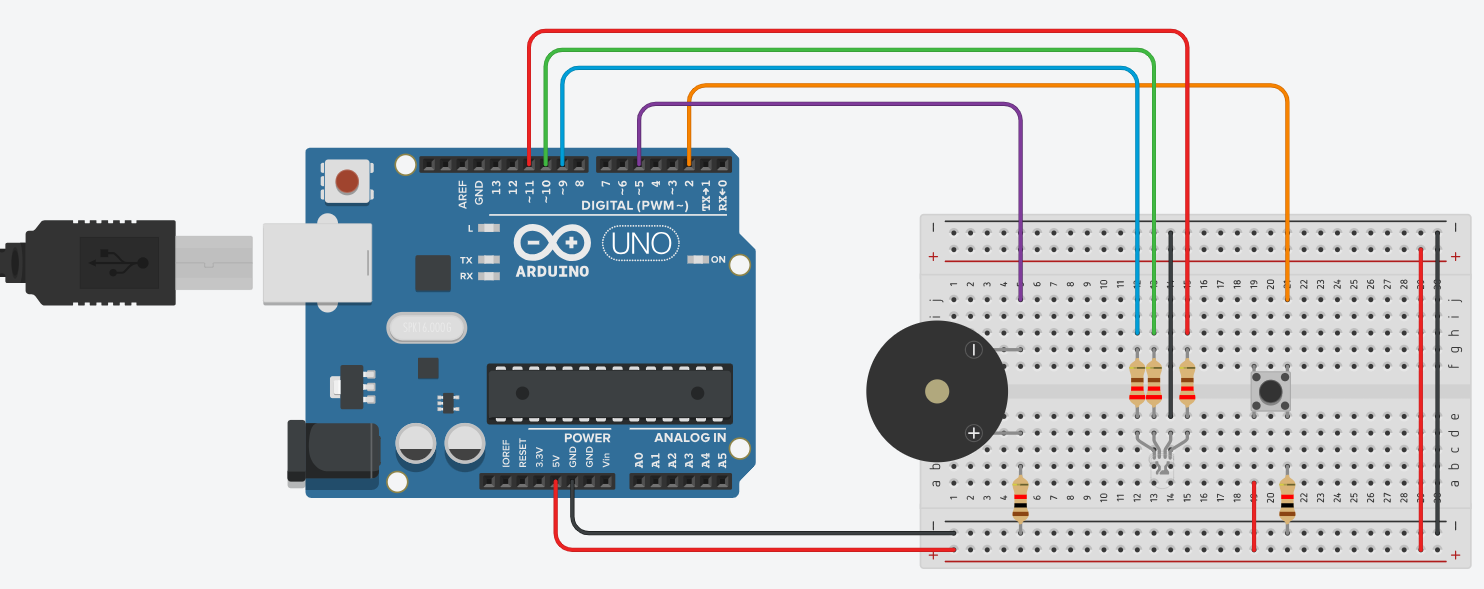 AREF
GND
13
12
~11
~10
~9
8
7
~6
~5
4
~3
2
TX→1
RX←0
DIGITAL (PWM~)
L
TX
RX
ARDUINO
UNO
ON
IOREF
RESET
3.3V
5V
GND
GND
Vin
POWER
ANALOG IN
A0
A1
A2
A3
A4
A5
− −
+ +
1 2 3 4 5 6 7 8 9 10 11 12 13 14 15 16 17 18 19 20 21 22 23 24 25 26 27 28 29 30
j j
i i
h
g
f
−
+
e
d
c
b b
a a
1 2 3 4 5 6 7 8 9 10 11 12 13 14 15 16 17 18 19 20 21 22 23 24 25 26 27 28 29 30
− −
+ +